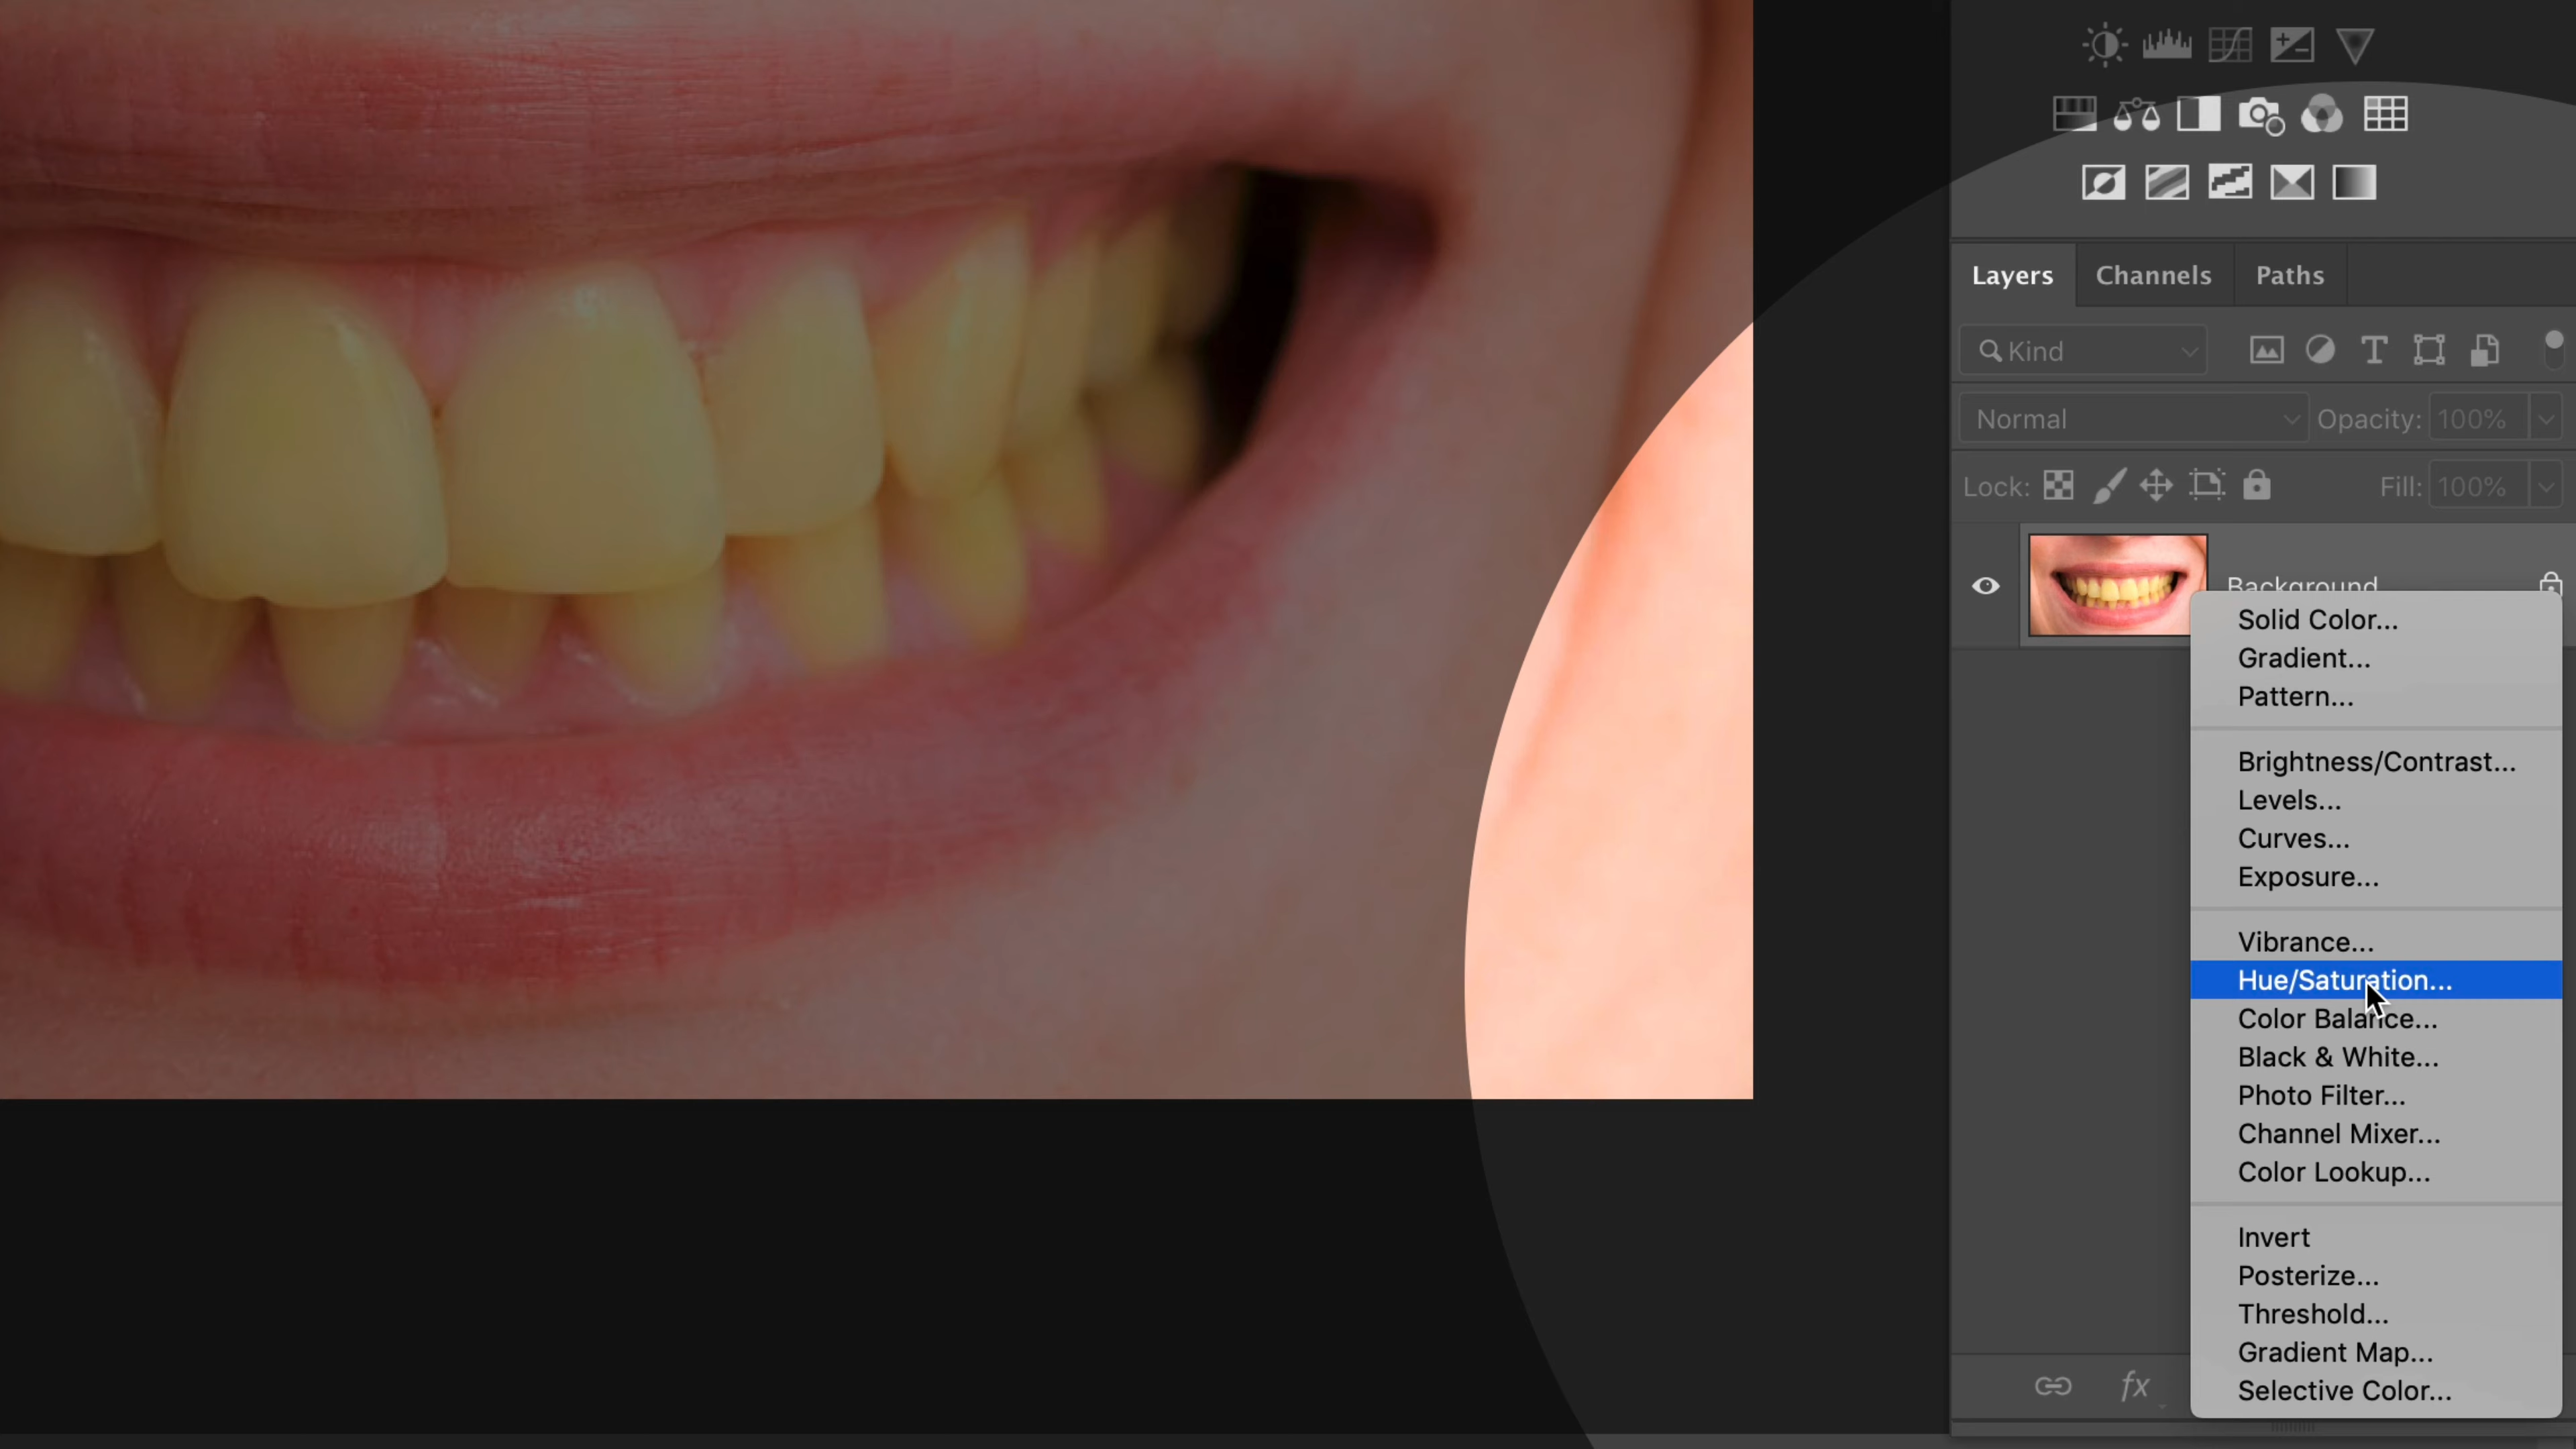 Layers Channels Paths
Kind
Normal Opacity: 100%
Lock: Fill: 100%
Background
Solid Color...
Gradient...
Pattern...
Brightness/Contrast...
Levels...
Curves...
Exposure...
Vibrance...
Hue/Saturation...
Color Balance...
Black & White...
Photo Filter...
Channel Mixer...
Color Lookup...
Invert
Posterize...
Threshold...
Gradient Map...
Selective Color...
fx